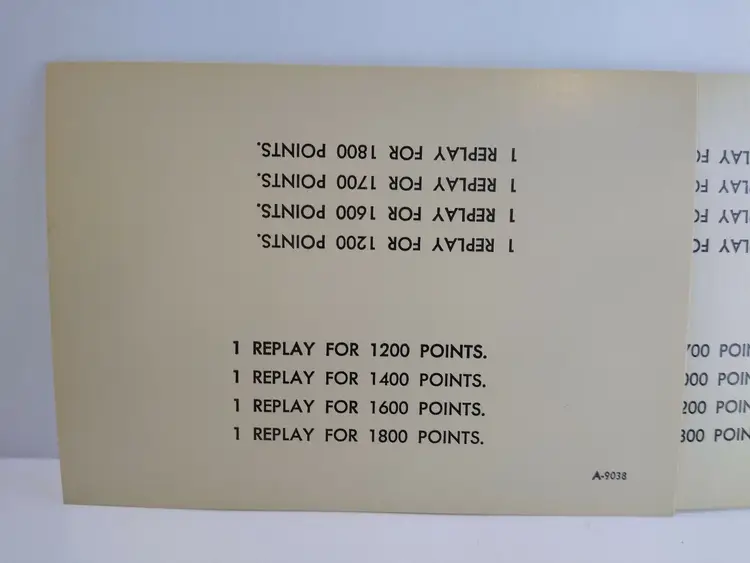 1 REPLAY FOR 1800 POINTS.
1 REPLAY FOR 1700 POINTS.
1 REPLAY FOR 1600 POINTS.
1 REPLAY FOR 1200 POINTS.
1 REPLAY FOR 1200 POINTS.
1 REPLAY FOR 1400 POINTS.
1 REPLAY FOR 1600 POINTS.
1 REPLAY FOR 1800 POINTS.
A-9038